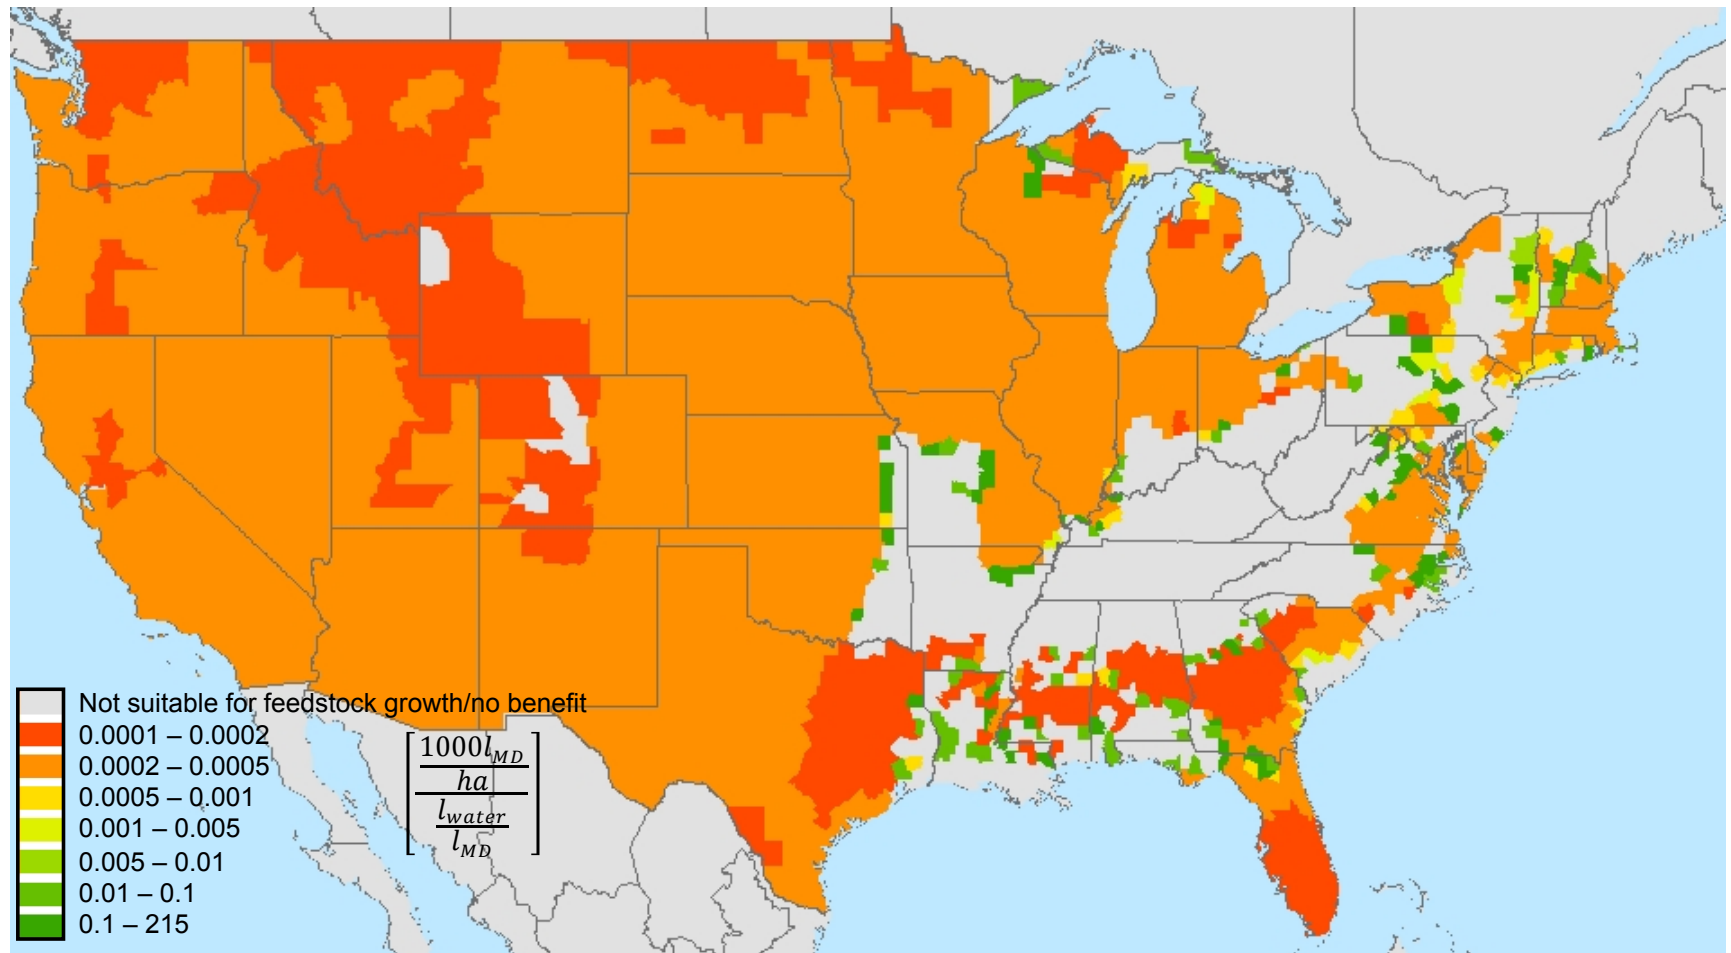 Not suitable for feedstock growth/no benefit
0.0001 – 0.0002
0.0002 – 0.0005
0.0005 – 0.001
0.001 – 0.005
0.005 – 0.01
0.01 – 0.1
0.1 – 215
1000l_MD
ha
l_water
l_MD